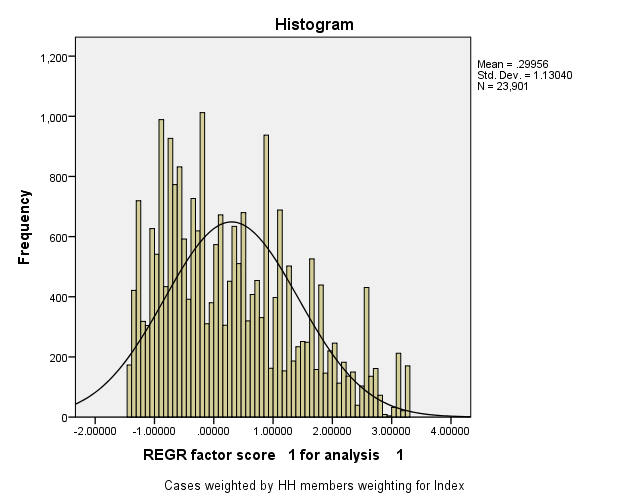 Histogram
Mean = .29956
Std. Dev. = 1.13040
N = 23,901
1,200
1,000
800
600
400
200
0
Frequency
-2.00000 -1.00000 .00000 1.00000 2.00000 3.00000 4.00000
REGR factor score 1 for analysis 1
Cases weighted by HH members weighting for Index